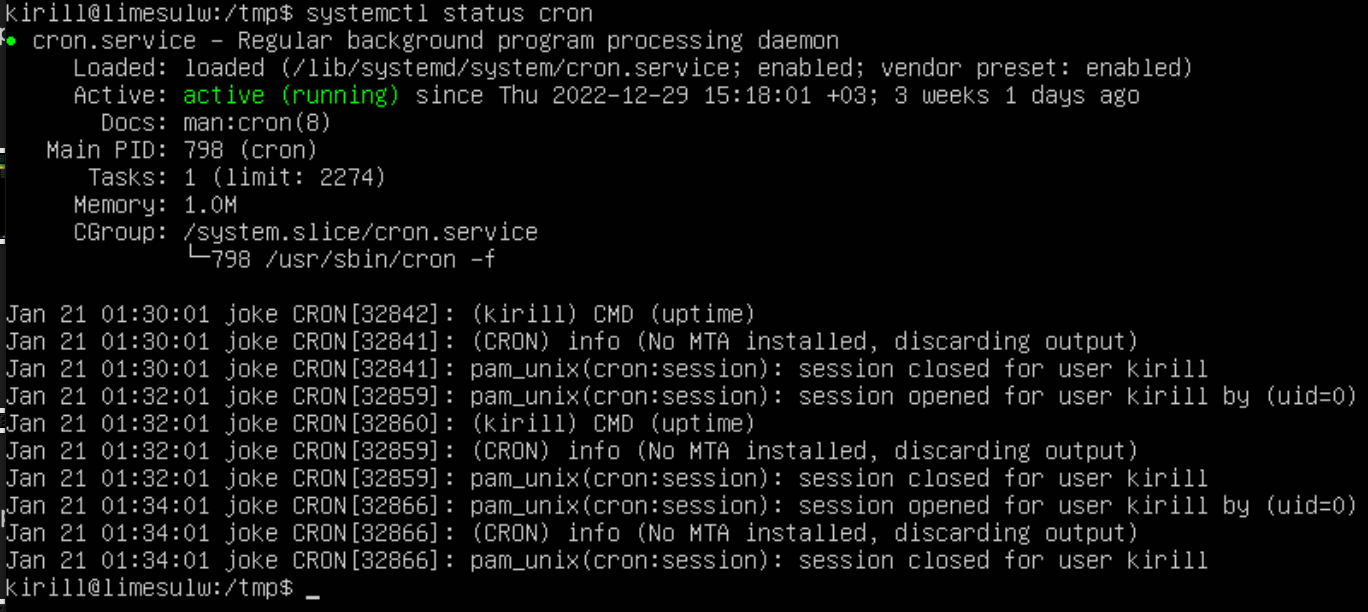 kirill@limesulw:/tmp$ systemctl status cron
● cron.service - Regular background program processing daemon
     Loaded: loaded (/lib/systemd/system/cron.service; enabled; vendor preset: enabled)
     Active: active (running) since Thu 2022-12-29 15:18:01 +03; 3 weeks 1 days ago
       Docs: man:cron(8)
   Main PID: 798 (cron)
      Tasks: 1 (limit: 2274)
     Memory: 1.0M
     CGroup: /system.slice/cron.service
             └─798 /usr/sbin/cron -f
Jan 21 01:30:01 joke CRON[32842]: (kirill) CMD (uptime)
Jan 21 01:30:01 joke CRON[32841]: (CRON) info (No MTA installed, discarding output)
Jan 21 01:30:01 joke CRON[32841]: pam_unix(cron:session): session closed for user kirill
Jan 21 01:32:01 joke CRON[32859]: pam_unix(cron:session): session opened for user kirill by (uid=0)
Jan 21 01:32:01 joke CRON[32860]: (kirill) CMD (uptime)
Jan 21 01:32:01 joke CRON[32859]: (CRON) info (No MTA installed, discarding output)
Jan 21 01:32:01 joke CRON[32859]: pam_unix(cron:session): session closed for user kirill
Jan 21 01:34:01 joke CRON[32866]: pam_unix(cron:session): session opened for user kirill by (uid=0)
Jan 21 01:34:01 joke CRON[32866]: (CRON) info (No MTA installed, discarding output)
Jan 21 01:34:01 joke CRON[32866]: pam_unix(cron:session): session closed for user kirill
kirill@limesulw:/tmp$ _